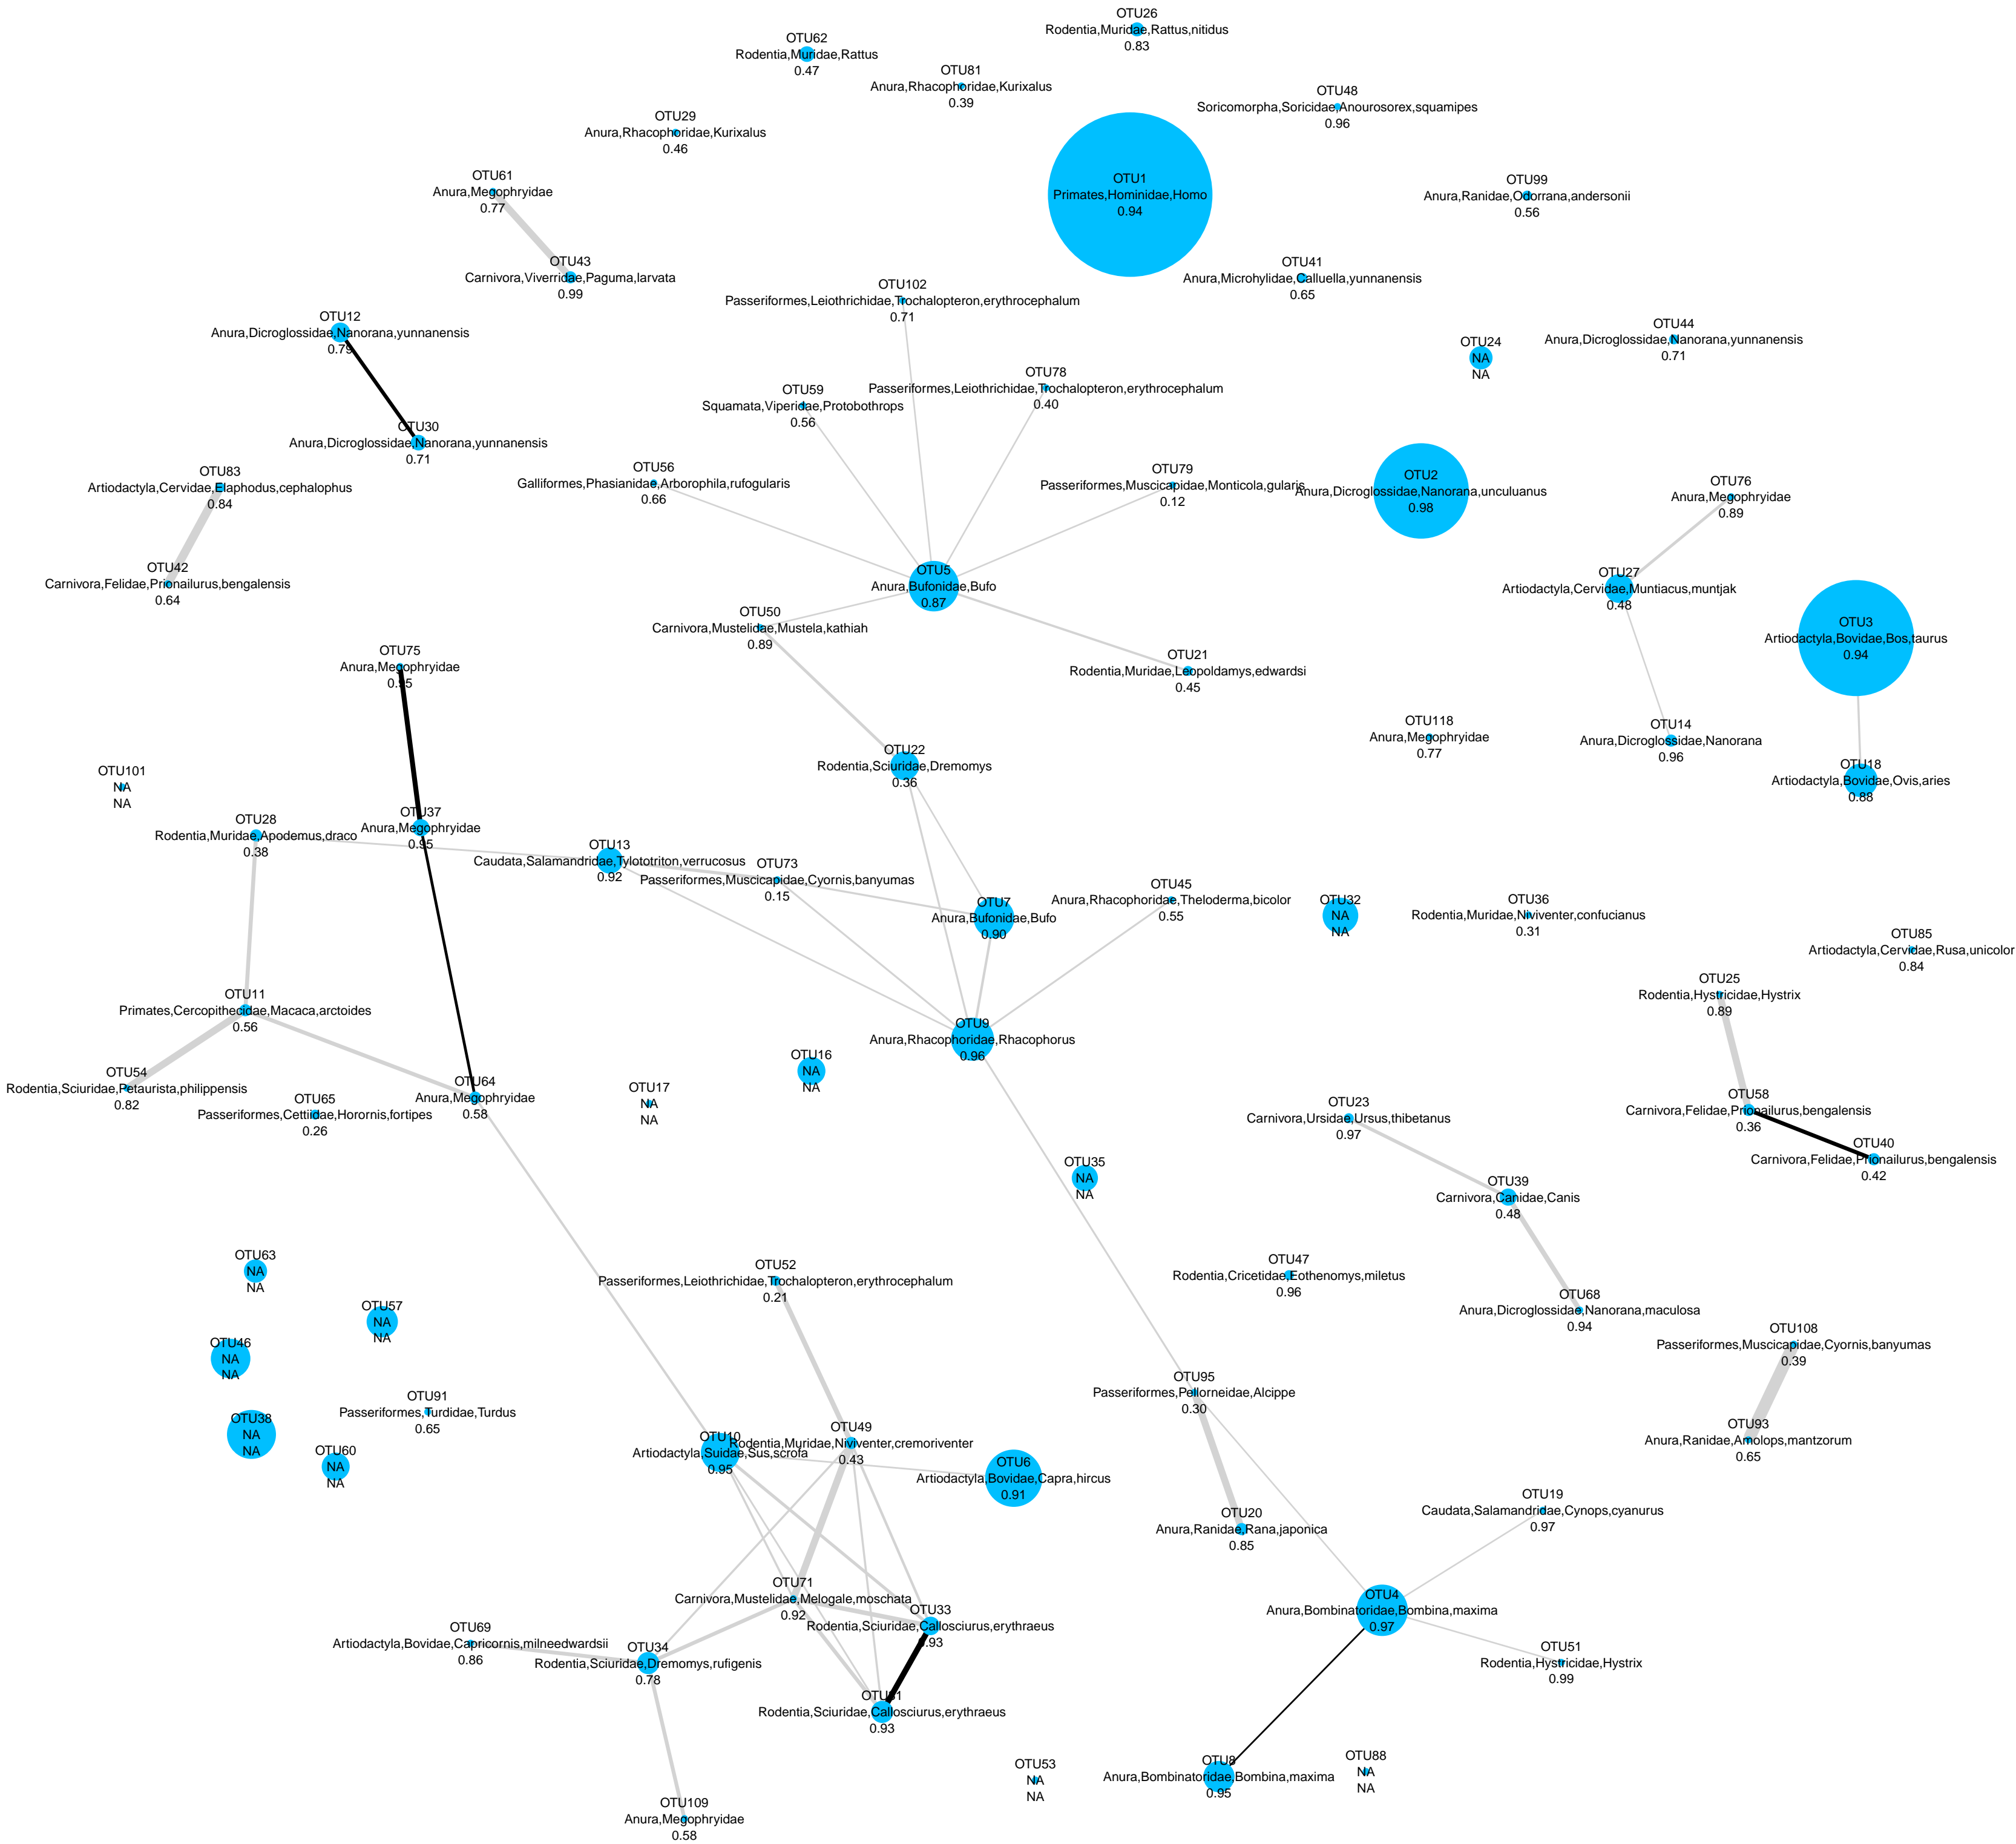 OTU26
Rodentia,Muridae,Rattus,nitidus
0.83
OTU62
Rodentia,Muridae,Rattus
0.47
OTU81
Anura,Rhacophoridae,Kurixalus
0.39
OTU48
Soricomorpha,Soricidae,Anourosorex,squamipes
0.96
OTU29
Anura,Rhacophoridae,Kurixalus
0.46
OTU61
Anura,Megophryidae
0.77
OTU1
Primates,Hominidae,Homo
0.94
OTU99
Anura,Ranidae,Odorrana,andersonii
0.56
OTU43
Carnivora,Viverridae,Paguma,larvata
0.99
OTU41
Anura,Microhylidae,Calluella,yunnanensis
0.65
OTU102
Passeriformes,Leiothrichidae,Trochalopteron,erythrocephalum
0.71
OTU12
Anura,Dicroglossidae,Nanorana,yunnanensis
0.79
OTU44
Anura,Dicroglossidae,Nanorana,yunnanensis
0.71
OTU24
NA
NA
OTU78
Passeriformes,Leiothrichidae,Trochalopteron,erythrocephalum
0.40
OTU59
Squamata,Viperidae,Protobothrops
0.56
OTU30
Anura,Dicroglossidae,Nanorana,yunnanensis
0.71
OTU83
Artiodactyla,Cervidae,Elaphodus,cephalophus
0.84
OTU56
Galliformes,Phasianidae,Arborophila,rufogularis
0.66
OTU79
Passeriformes,Muscicapidae,Monticola,gularis
0.12
OTU2
Anura,Dicroglossidae,Nanorana,unculuanus
0.98
OTU76
Anura,Megophryidae
0.89
OTU42
Carnivora,Felidae,Prionailurus,bengalensis
0.64
OTU5
Anura,Bufonidae,Bufo
0.87
OTU27
Artiodactyla,Cervidae,Muntiacus,muntjak
0.48
OTU50
Carnivora,Mustelidae,Mustela,kathiah
0.89
OTU3
Artiodactyla,Bovidae,Bos,taurus
0.94
OTU75
Anura,Megophryidae
0.95
OTU21
Rodentia,Muridae,Leopoldamys,edwardsi
0.45
OTU118
Anura,Megophryidae
0.77
OTU14
Anura,Dicroglossidae,Nanorana
0.96
OTU22
Rodentia,Sciuridae,Dremomys
0.36
OTU18
Artiodactyla,Bovidae,Ovis,aries
0.88
OTU101
NA
NA
OTU28
Rodentia,Muridae,Apodemus,draco
0.38
OTU37
Anura,Megophryidae
0.95
OTU13
Caudata,Salamandridae,Tylototriton,verrucosus
0.92
OTU73
Passeriformes,Muscicapidae,Cyornis,banyumas
0.15
OTU7
Anura,Bufonidae,Bufo
0.90
OTU45
Anura,Rhacophoridae,Theloderma,bicolor
0.55
OTU32
NA
NA
OTU36
Rodentia,Muridae,Niviventer,confucianus
0.31
OTU85
Artiodactyla,Cervidae,Rusa,unicolor
0.84
OTU25
Rodentia,Hystricidae,Hystrix
0.89
OTU11
Primates,Cercopithecidae,Macaca,arctoides
0.56
OTU9
Anura,Rhacophoridae,Rhacophorus
0.96
OTU16
NA
NA
OTU54
Rodentia,Sciuridae,Petaurista,philippensis
0.82
OTU65
Passeriformes,Cettiidae,Horornis,fortipes
0.26
OTU64
Anura,Megophryidae
0.58
OTU17
NA
NA
OTU23
Carnivora,Ursidae,Ursus,thibetanus
0.97
OTU58
Carnivora,Felidae,Prionailurus,bengalensis
0.36
OTU40
Carnivora,Felidae,Prionailurus,bengalensis
0.42
OTU35
NA
NA
OTU39
Carnivora,Canidae,Canis
0.48
OTU63
NA
NA
OTU52
Passeriformes,Leiothrichidae,Trochalopteron,erythrocephalum
0.21
OTU47
Rodentia,Cricetidae,Eothenomys,miletus
0.96
OTU57
NA
NA
OTU68
Anura,Dicroglossidae,Nanorana,maculosa
0.94
OTU46
NA
NA
OTU108
Passeriformes,Muscicapidae,Cyornis,banyumas
0.39
OTU91
Passeriformes,Turdidae,Turdus
0.65
OTU95
Passeriformes,Pellorneidae,Alcippe
0.30
OTU38
NA
NA
OTU60
NA
NA
OTU10
Artiodactyla,Suidae,Sus,scrofa
0.95
OTU49
Rodentia,Muridae,Niviventer,cremoriventer
0.43
OTU93
Anura,Ranidae,Amolops,mantzorum
0.65
OTU6
Artiodactyla,Bovidae,Capra,hircus
0.91
OTU20
Anura,Ranidae,Rana,japonica
0.85
OTU19
Caudata,Salamandridae,Cynops,cyanurus
0.97
OTU71
Carnivora,Mustelidae,Melogale,moschata
0.92
OTU33
Rodentia,Sciuridae,Callosciurus,erythraeus
0.93
OTU4
Anura,Bombinatoridae,Bombina,maxima
0.97
OTU69
Artiodactyla,Bovidae,Capricornis,milneedwardsii
0.86
OTU34
Rodentia,Sciuridae,Dremomys,rufigenis
0.78
OTU51
Rodentia,Hystricidae,Hystrix
0.99
OTU31
Rodentia,Sciuridae,Callosciurus,erythraeus
0.93
OTU53
NA
NA
OTU8
Anura,Bombinatoridae,Bombina,maxima
0.95
OTU88
NA
NA
OTU109
Anura,Megophryidae
0.58